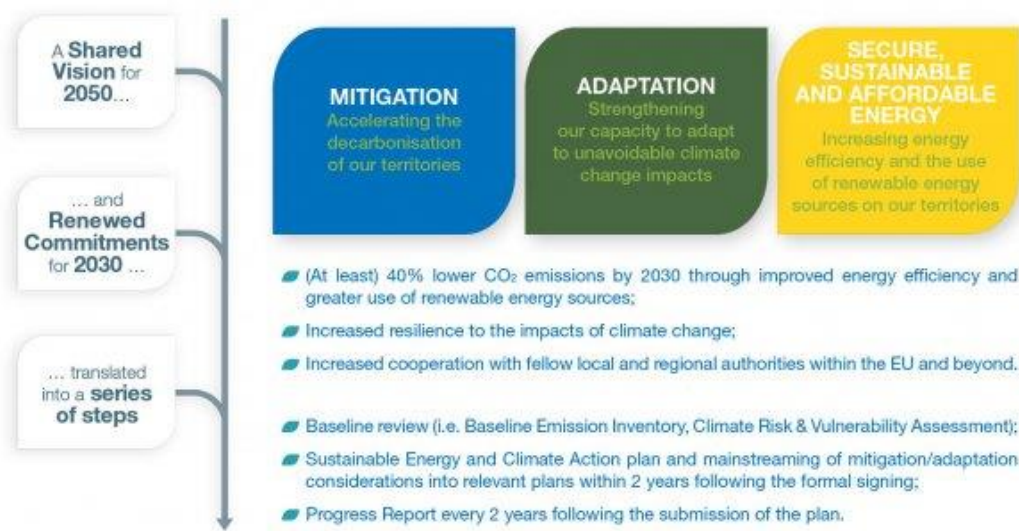 A Shared
Vision for
2050...
MITIGATION
Accelerating the
decarbonisation
of our territories
ADAPTATION
Strengthening
our capacity to adapt
to unavoidable climate
change impacts
SECURE,
SUSTAINABLE
AND AFFORDABLE
ENERGY
Increasing energy
efficiency and the use
of renewable energy
sources on our territories
... and
Renewed
Commitments
for 2030 ...
(At least) 40% lower CO₂ emissions by 2030 through improved energy efficiency and
greater use of renewable energy sources;
Increased resilience to the impacts of climate change;
Increased cooperation with fellow local and regional authorities within the EU and beyond.
... translated
into a series
of steps
Baseline review (i.e. Baseline Emission Inventory, Climate Risk & Vulnerability Assessment);
Sustainable Energy and Climate Action plan and mainstreaming of mitigation/adaptation
considerations into relevant plans within 2 years following the formal signing;
Progress Report every 2 years following the submission of the plan.